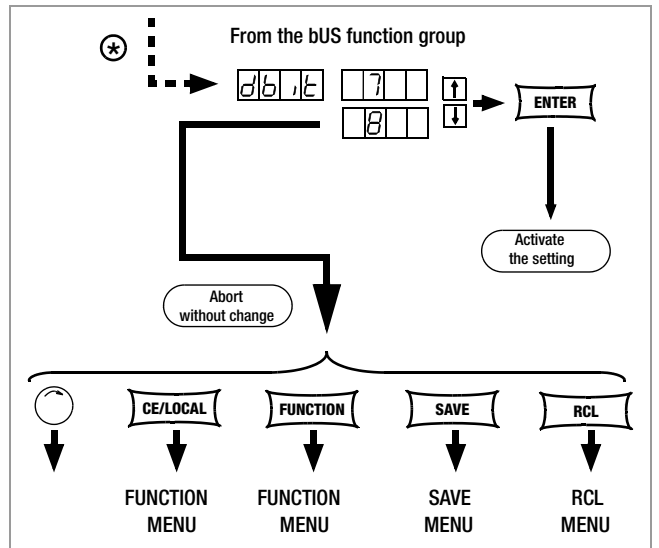 From the bUS function group
dbit 7 ↑
8 ↓
ENTER
Activate
the setting
Abort
without change
CE/LOCAL FUNCTION SAVE RCL
FUNCTION FUNCTION SAVE RCL
MENU MENU MENU MENU